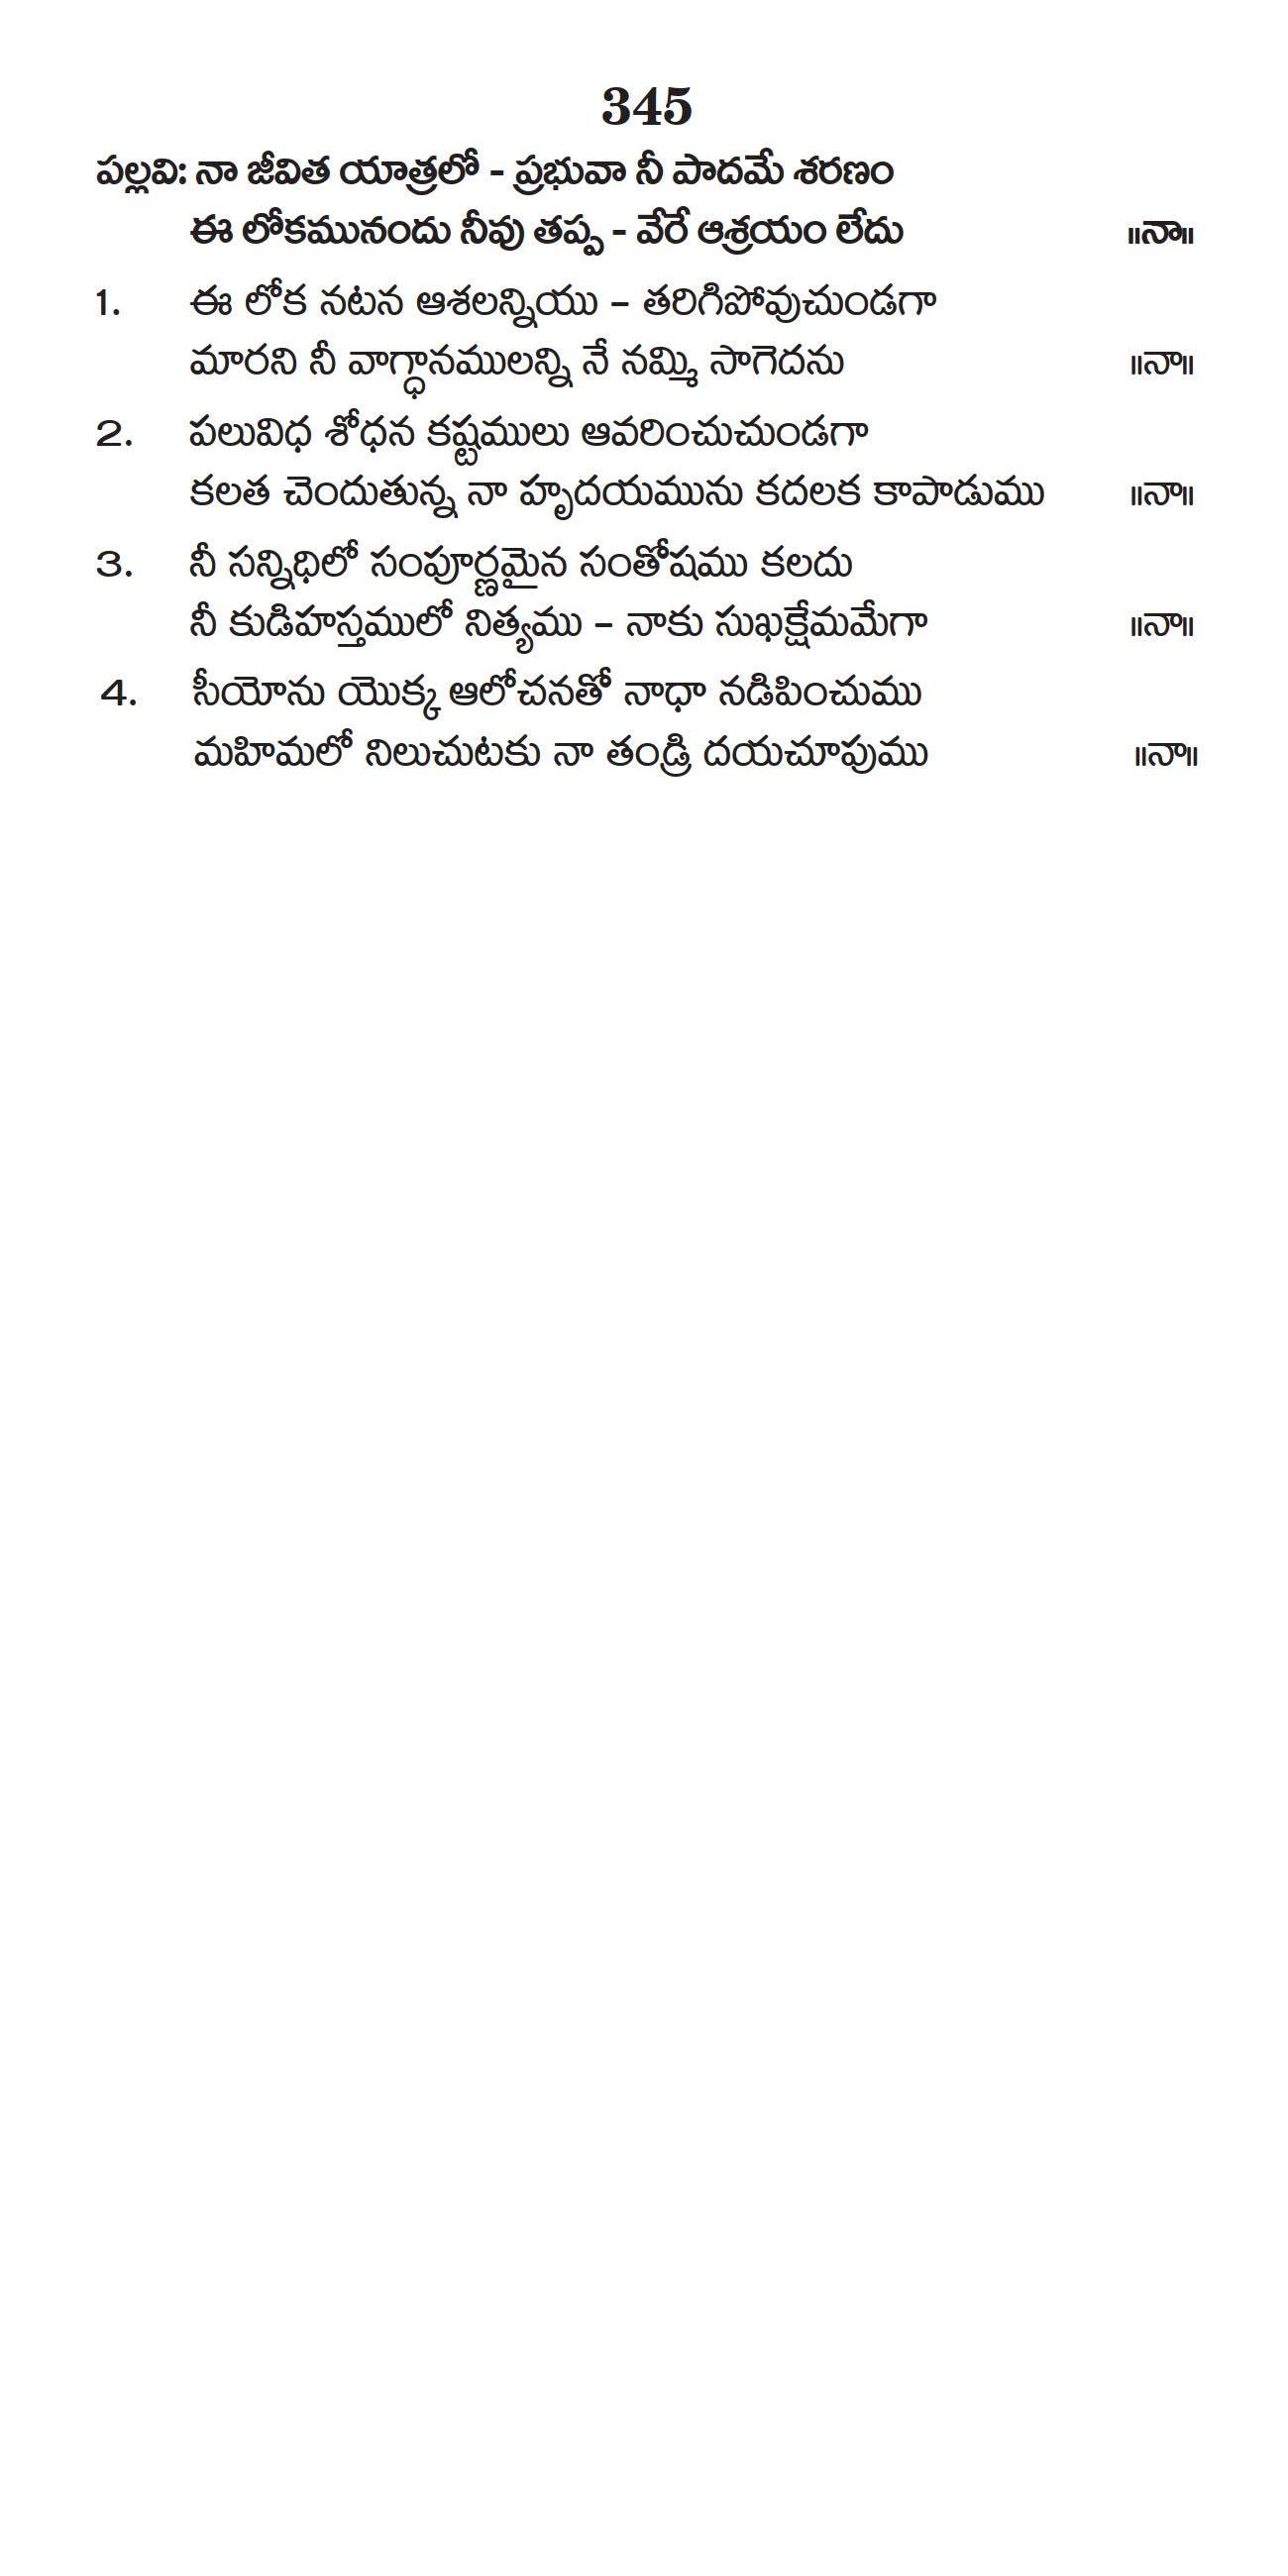 345
పల్లవి: నా జీవిత యాత్రలో - ప్రభువా నీ పాదమే శరణం
ఈ లోకమునందు నీవు తప్ప - వేరే ఆశ్రయం లేదు ॥నా॥
1. ఈ లోక నటన ఆశలన్నియు – తరిగిపోవుచుండగా
మారని నీ వాగ్ధానములన్ని నే నమ్మి సాగెదను ॥నా॥
2. పలువిధ శోధన కష్టములు ఆవరించుచుండగా
కలత చెందుతున్న నా హృదయమును కదలక కాపాడుము ॥నా॥
3. నీ సన్నిధిలో సంపూర్ణమైన సంతోషము కలదు
నీ కుడిహస్తములో నిత్యము – నాకు సుఖక్షేమమేగా ॥నా॥
4. సీయోను యొక్క ఆలోచనతో నాధా నడిపించుము
మహిమలో నిలుచుటకు నా తండ్రి దయచూపుము ॥నా॥